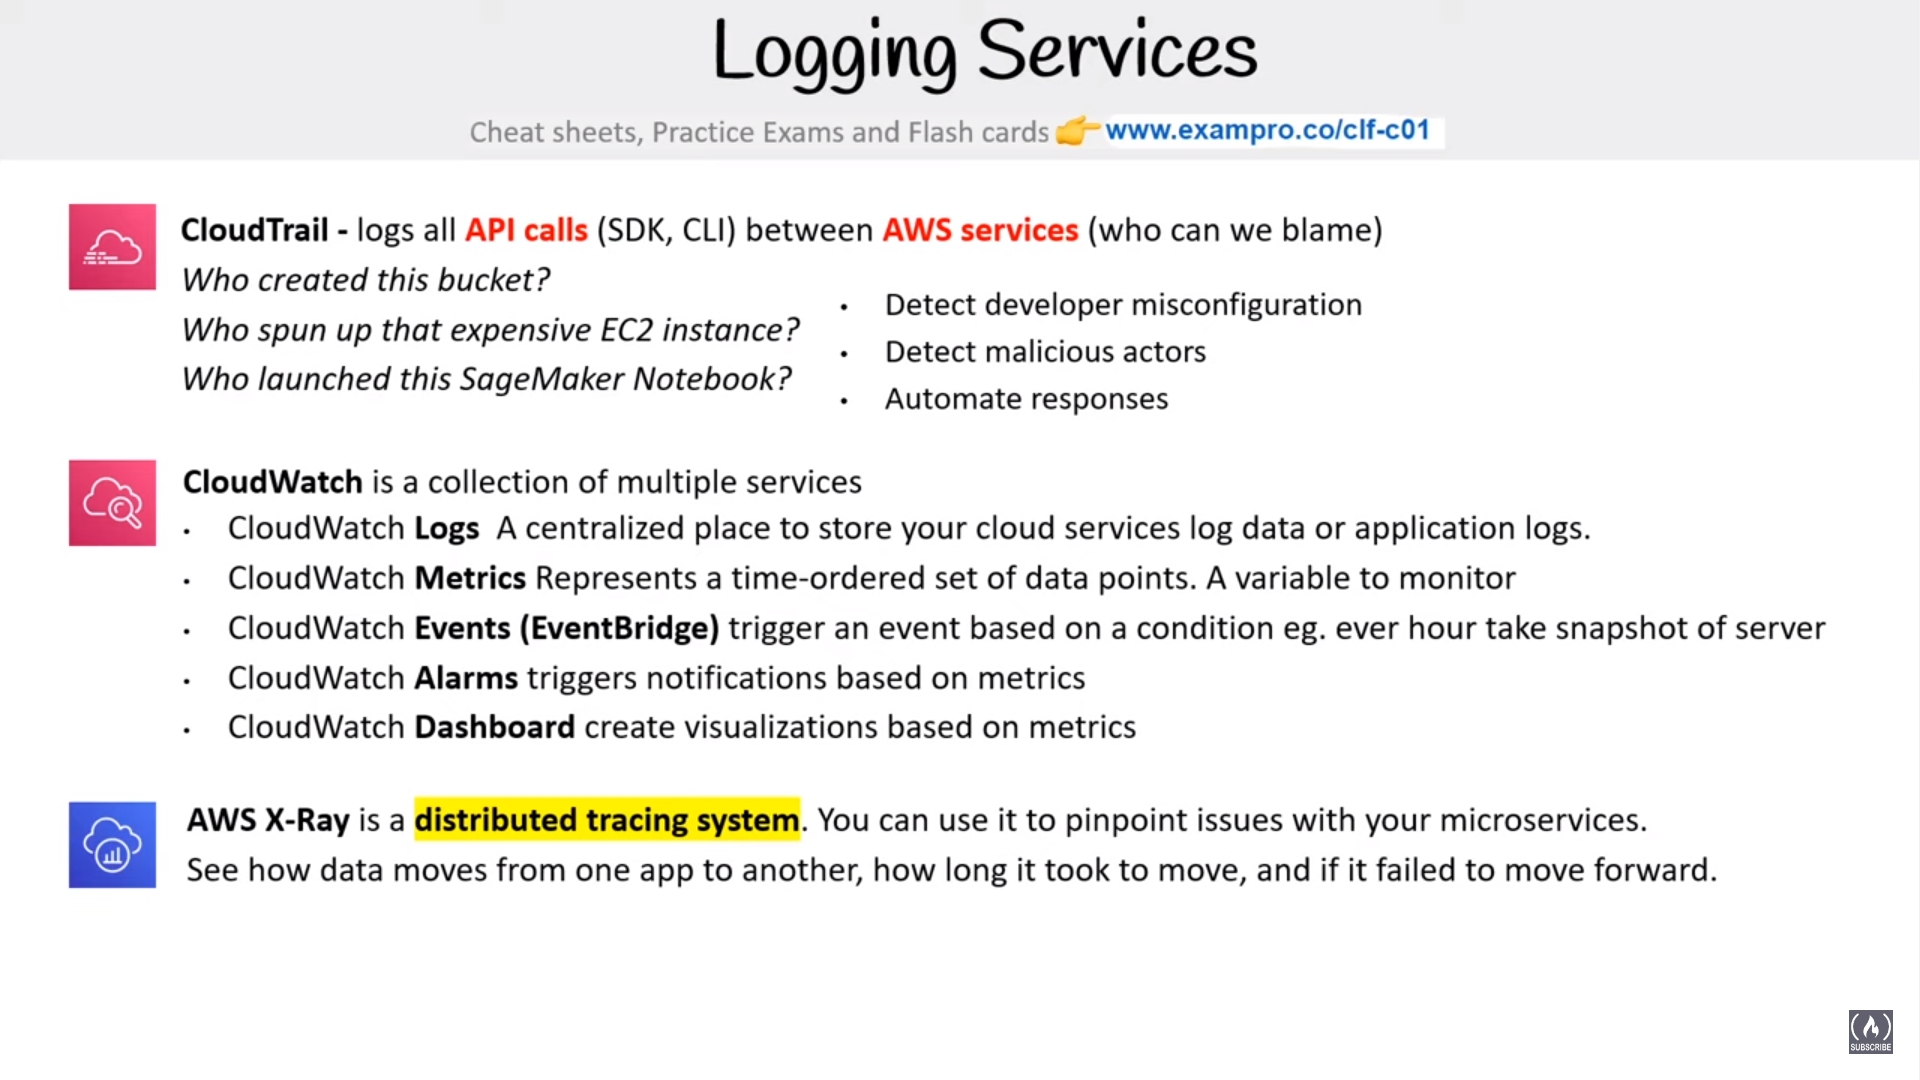 Logging Services
Cheat sheets, Practice Exams and Flash cards 👉 www.exampro.co/clf-c01
CloudTrail - logs all API calls (SDK, CLI) between AWS services (who can we blame)
Who created this bucket?
Who spun up that expensive EC2 instance?
Who launched this SageMaker Notebook?
• Detect developer misconfiguration
• Detect malicious actors
• Automate responses
CloudWatch is a collection of multiple services
• CloudWatch Logs A centralized place to store your cloud services log data or application logs.
• CloudWatch Metrics Represents a time-ordered set of data points. A variable to monitor
• CloudWatch Events (EventBridge) trigger an event based on a condition eg. ever hour take snapshot of server
• CloudWatch Alarms triggers notifications based on metrics
• CloudWatch Dashboard create visualizations based on metrics
AWS X-Ray is a distributed tracing system. You can use it to pinpoint issues with your microservices.
See how data moves from one app to another, how long it took to move, and if it failed to move forward.
SUBSCRIBE